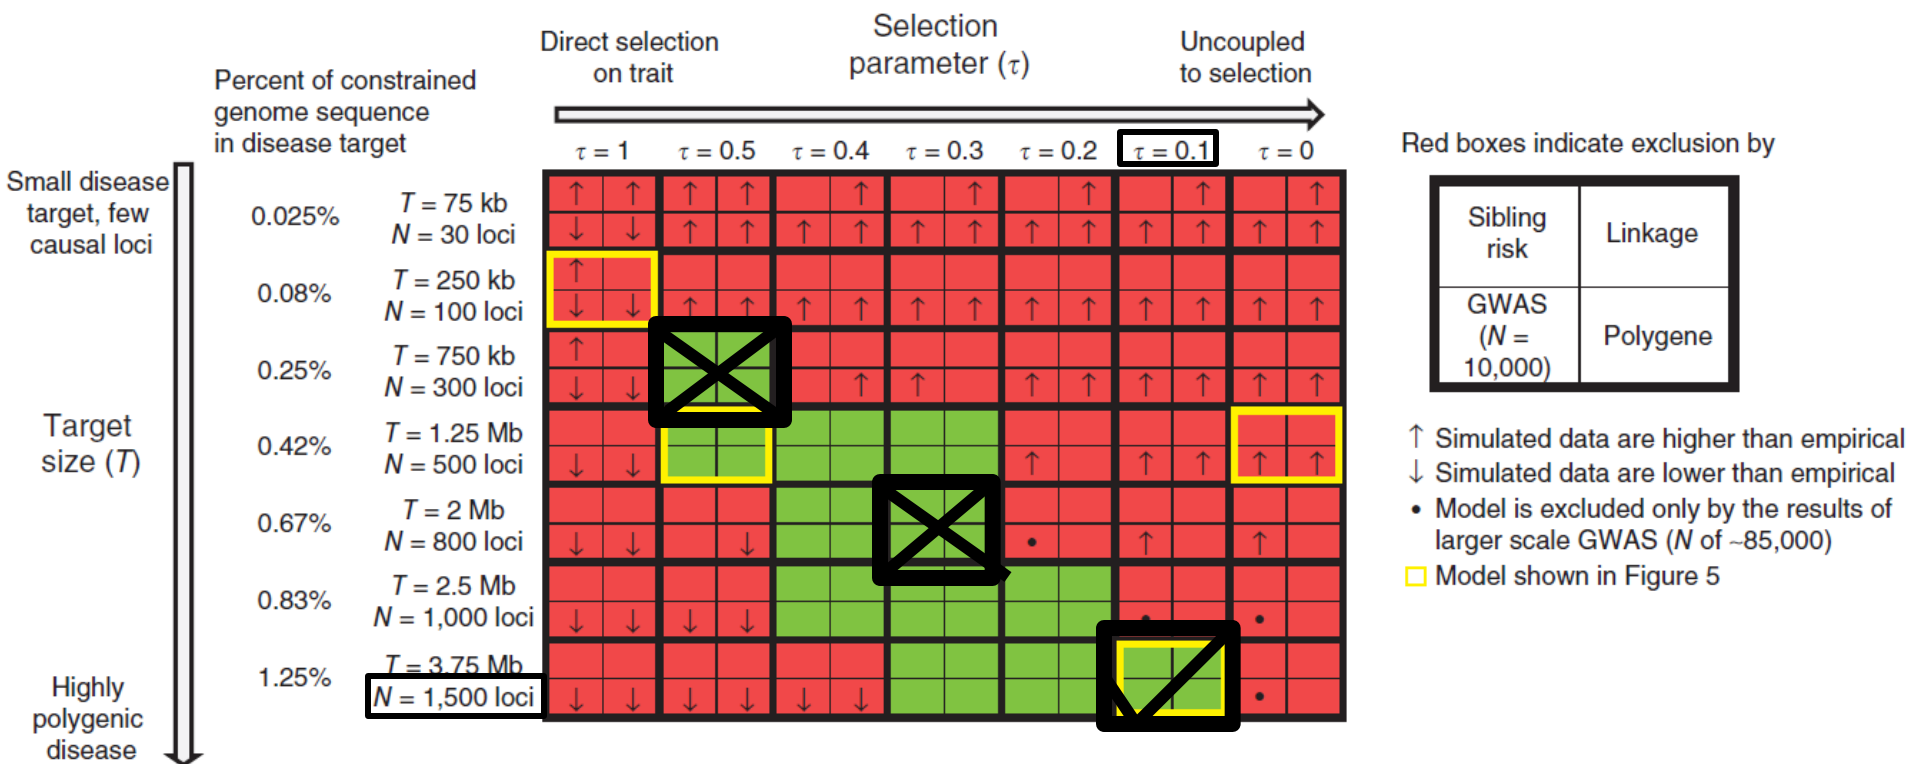 Direct selection
on trait
Selection
parameter (τ)
Uncoupled
to selection
Percent of constrained
genome sequence
in disease target
τ = 1
τ = 0.5
τ = 0.4
τ = 0.3
τ = 0.2
τ = 0.1
τ = 0
Small disease
target, few
causal loci
Target
size (T)
Highly
polygenic
disease
0.025%
T = 75 kb
N = 30 loci
↑ ↑ ↑ ↑ ↑ ↑ ↑ ↑ ↑
↓ ↓ ↑ ↑ ↑ ↑ ↑ ↑ ↑ ↑ ↑ ↑ ↑ ↑
0.08%
T = 250 kb
N = 100 loci
↑
↓ ↓ ↑ ↑ ↑ ↑ ↑ ↑ ↑ ↑ ↑ ↑ ↑ ↑
0.25%
T = 750 kb
N = 300 loci
↑
↓ ↓ ↑ ↑ ↑ ↑ ↑ ↑ ↑ ↑
0.42%
T = 1.25 Mb
N = 500 loci
↓ ↓ ↑ ↑ ↑ ↑ ↑
0.67%
T = 2 Mb
N = 800 loci
↓ ↓ ↓ • ↑ ↑
0.83%
T = 2.5 Mb
N = 1,000 loci
↓ ↓ ↓ ↓ • •
1.25%
T = 3.75 Mb
N = 1,500 loci
↓ ↓ ↓ ↓ ↓ ↓ •
Red boxes indicate exclusion by
Sibling
risk
Linkage
GWAS
(N =
10,000)
Polygene
↑ Simulated data are higher than empirical
↓ Simulated data are lower than empirical
• Model is excluded only by the results of
larger scale GWAS (N of ~85,000)
Model shown in Figure 5